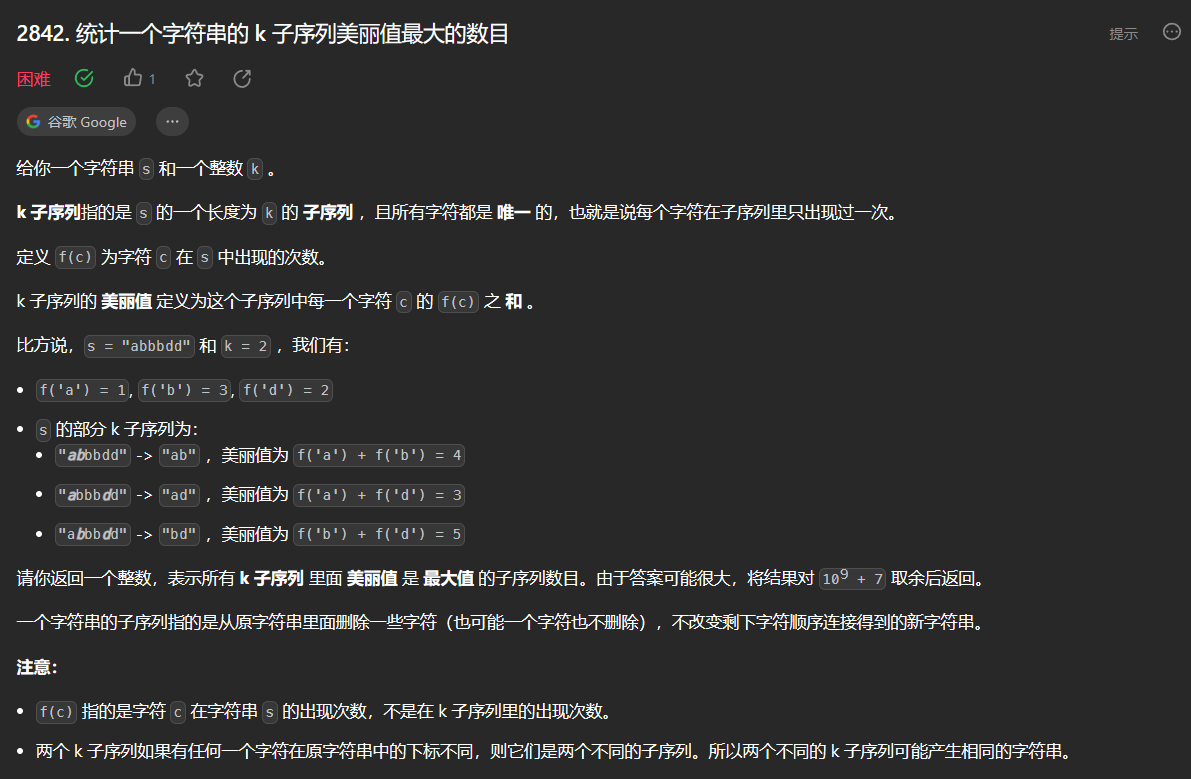 2842. 统计一个字符串的 k 子序列美丽值最大的数目
提示
困难
1
谷歌 Google
给你一个字符串 s 和一个整数 k 。
k 子序列指的是 s 的一个长度为 k 的 子序列 ，且所有字符都是 唯一 的，也就是说每个字符在子序列里只出现过一次。
定义 f(c) 为字符 c 在 s 中出现的次数。
k 子序列的 美丽值 定义为这个子序列中每一个字符 c 的 f(c) 之 和 。
比方说，s = "abbbdd" 和 k = 2 ，我们有：
• f('a') = 1, f('b') = 3, f('d') = 2
• s 的部分 k 子序列为：
• "abbbdd" -> "ab" ，美丽值为 f('a') + f('b') = 4
• "abbbdd" -> "ad" ，美丽值为 f('a') + f('d') = 3
• "abbbdd" -> "bd" ，美丽值为 f('b') + f('d') = 5
请你返回一个整数，表示所有 k 子序列 里面 美丽值 是 最大值 的子序列数目。由于答案可能很大，将结果对 10⁹ + 7 取余后返回。
一个字符串的子序列指的是从原字符串里面删除一些字符（也可能一个字符也不删除），不改变剩下字符顺序连接得到的新字符串。
注意：
• f(c) 指的是字符 c 在字符串 s 的出现次数，不是在 k 子序列里的出现次数。
• 两个 k 子序列如果有任何一个字符在原字符串中的下标不同，则它们是两个不同的子序列。所以两个不同的 k 子序列可能产生相同的字符串。